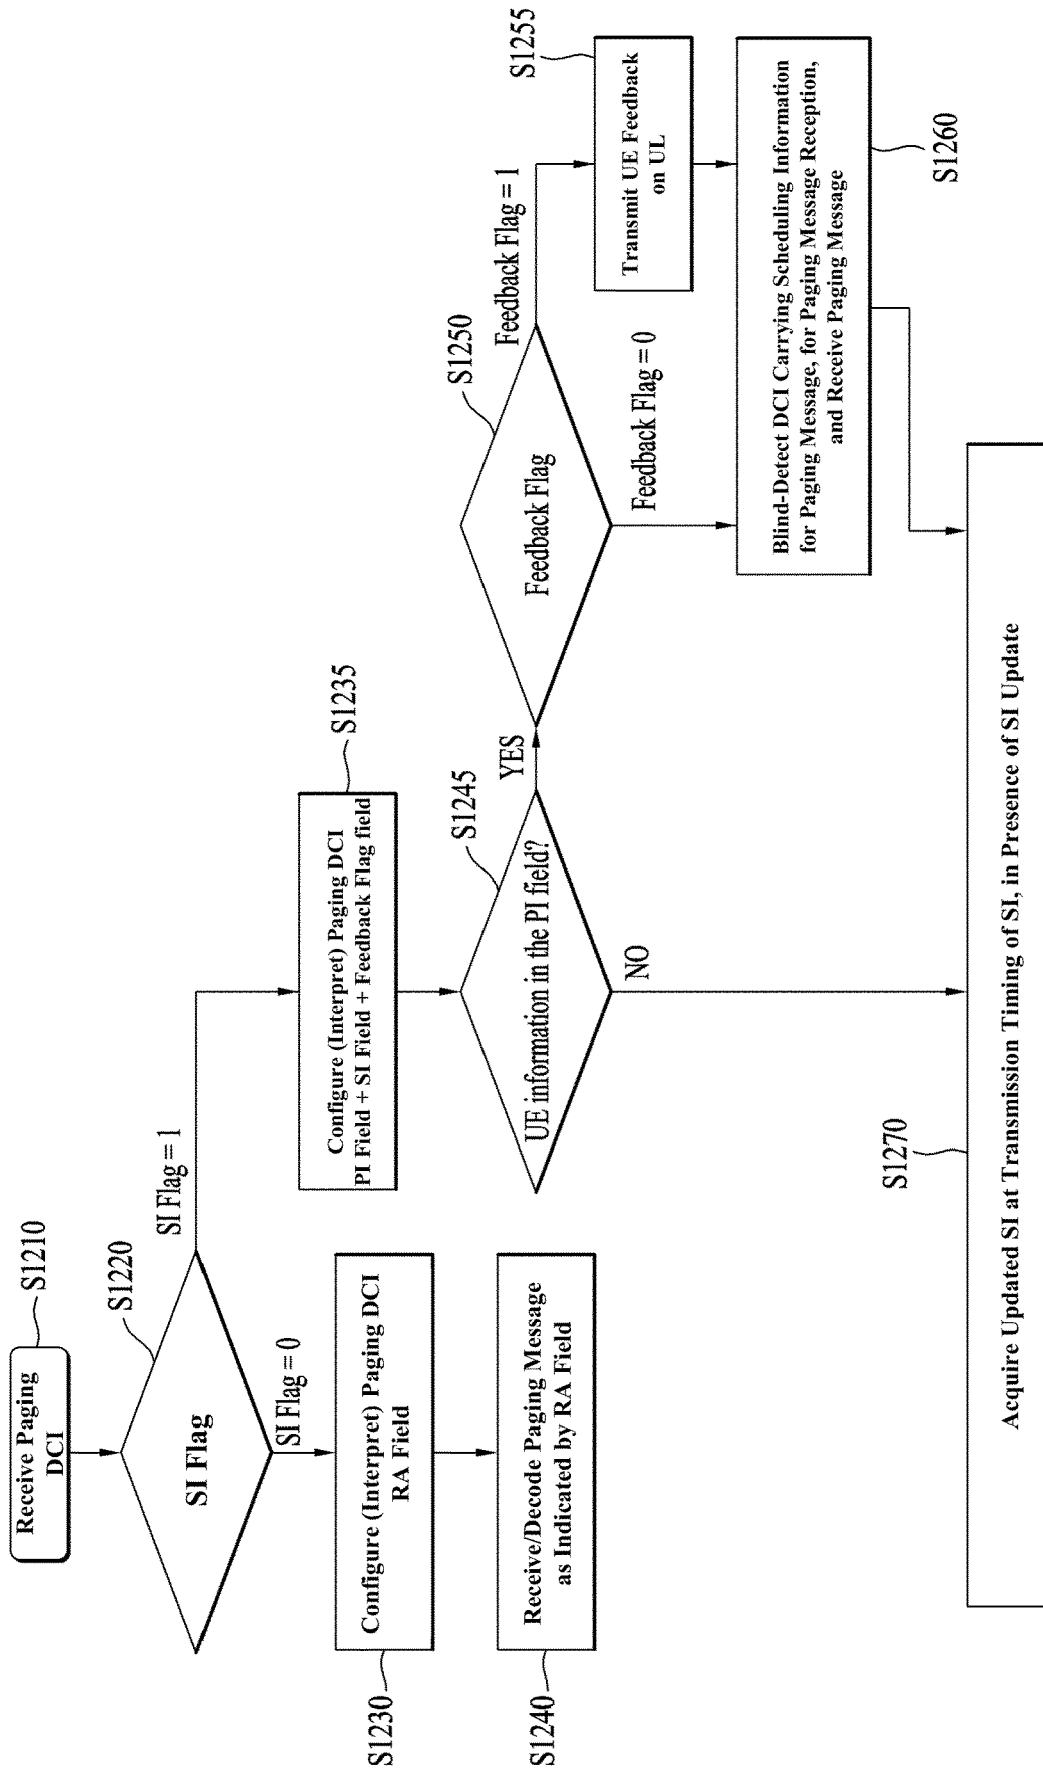 Receive Paging
DCI
S1210
SI Flag
S1220
SI Flag = 0
SI Flag = 1
Configure (Interpret) Paging DCI
RA Field
S1230
Receive/Decode Paging Message
as Indicated by RA Field
S1240
Configure (Interpret) Paging DCI
PI Field + SI Field + Feedback Flag field
S1235
UE information in the PI field?
S1245
YES
NO
Feedback Flag
S1250
Feedback Flag = 1
Feedback Flag = 0
Transmit UE Feedback
on UL
S1255
Blind-Detect DCI Carrying Scheduling Information
for Paging Message, for Paging Message Reception,
and Receive Paging Message
S1260
S1270
Acquire Updated SI at Transmission Timing of SI, in Presence of SI Update